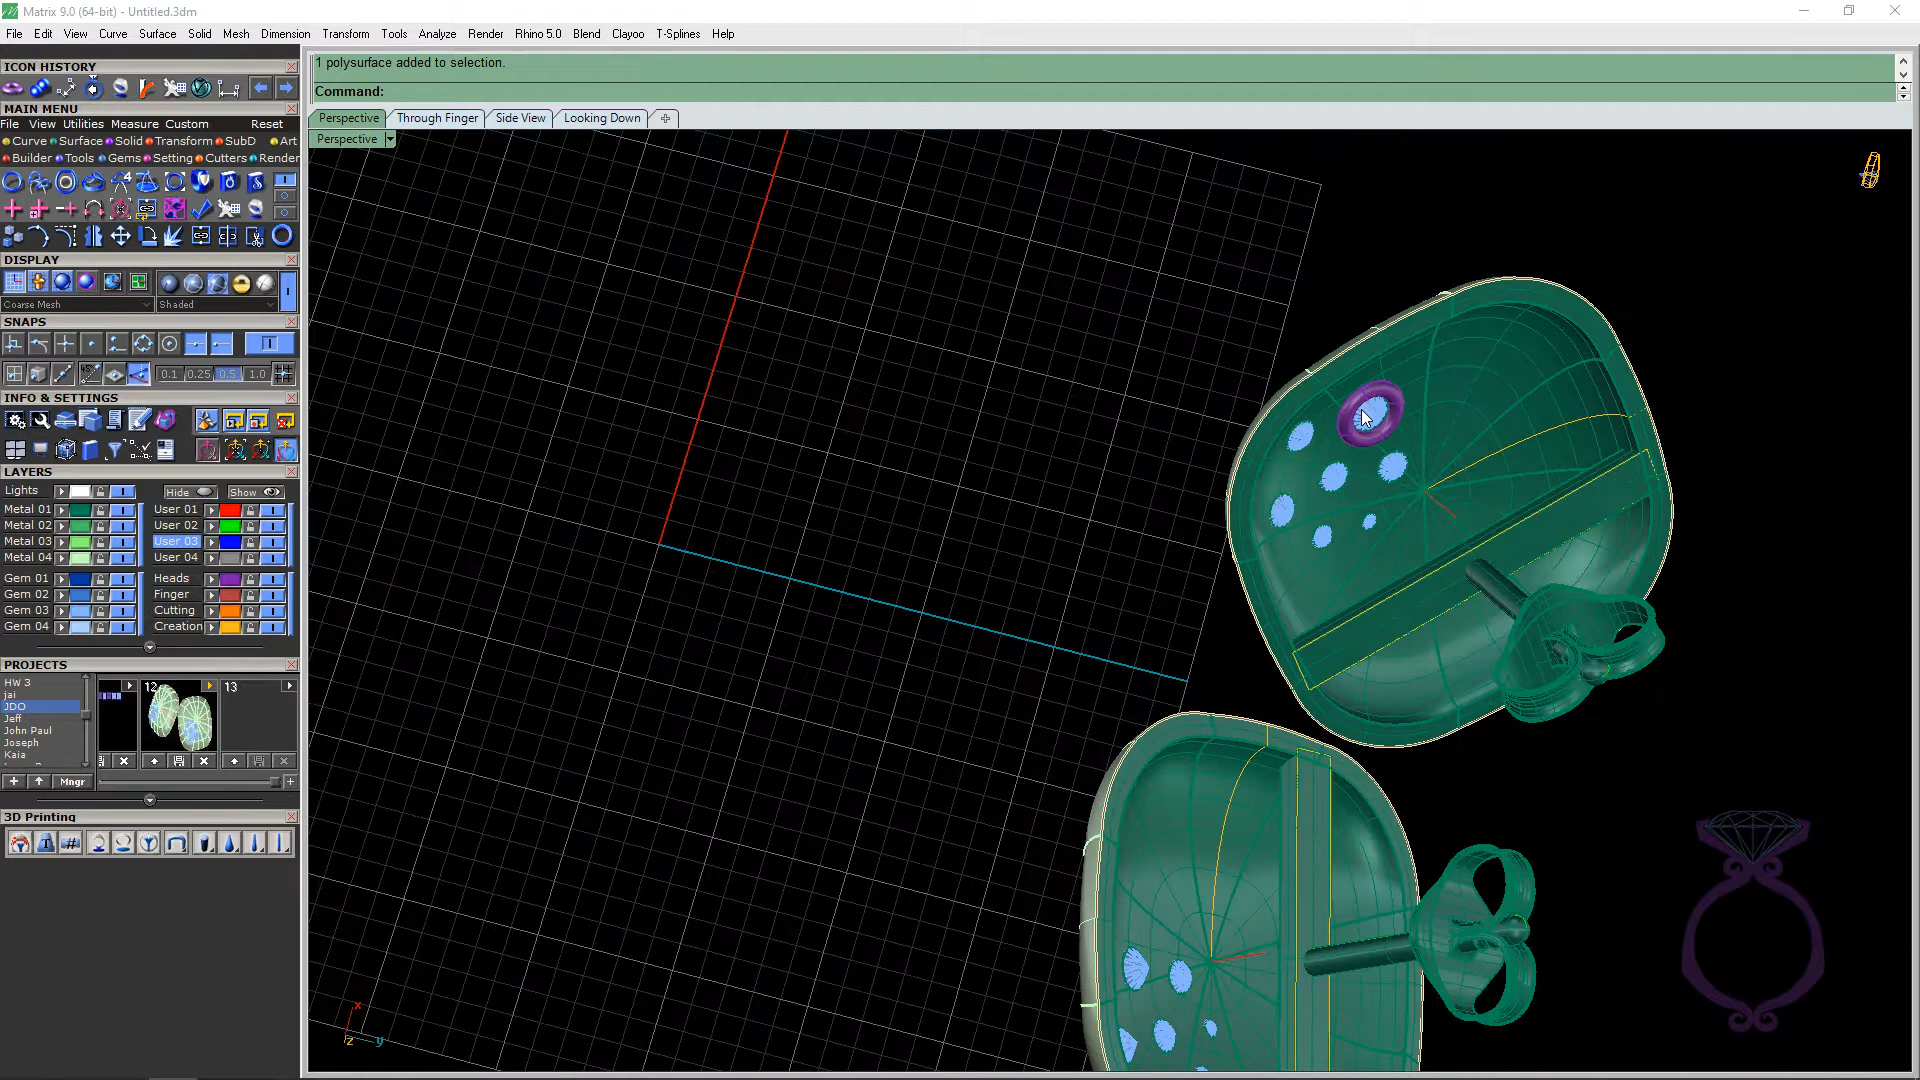 Matrix 9.0 (64-bit) - Untitled.3dm
File Edit View Curve Surface Solid Mesh Dimension Transform Tools Analyze Render Rhino 5.0 Blend Clayoo T-Splines Help
ICON HISTORY
1 polysurface added to selection.
Command:
MAIN MENU
File View Utilities Measure Custom Reset
Curve Surface Solid Transform SubD Art
Builder Tools Gems Setting Cutters Render
Perspective Through Finger Side View Looking Down
Perspective
DISPLAY
Coarse Mesh Shaded
SNAPS
0.1 0.25 0.5 1.0
INFO & SETTINGS
LAYERS
Lights Hide Show
Metal 01 User 01
Metal 02 User 02
Metal 03 User 03
Metal 04 User 04
Gem 01 Heads
Gem 02 Finger
Gem 03 Cutting
Gem 04 Creation
PROJECTS
HW 3
jai
JDO
Jeff
John Paul
Joseph
Kaia
12 13
Mngr
3D Printing
x
z y